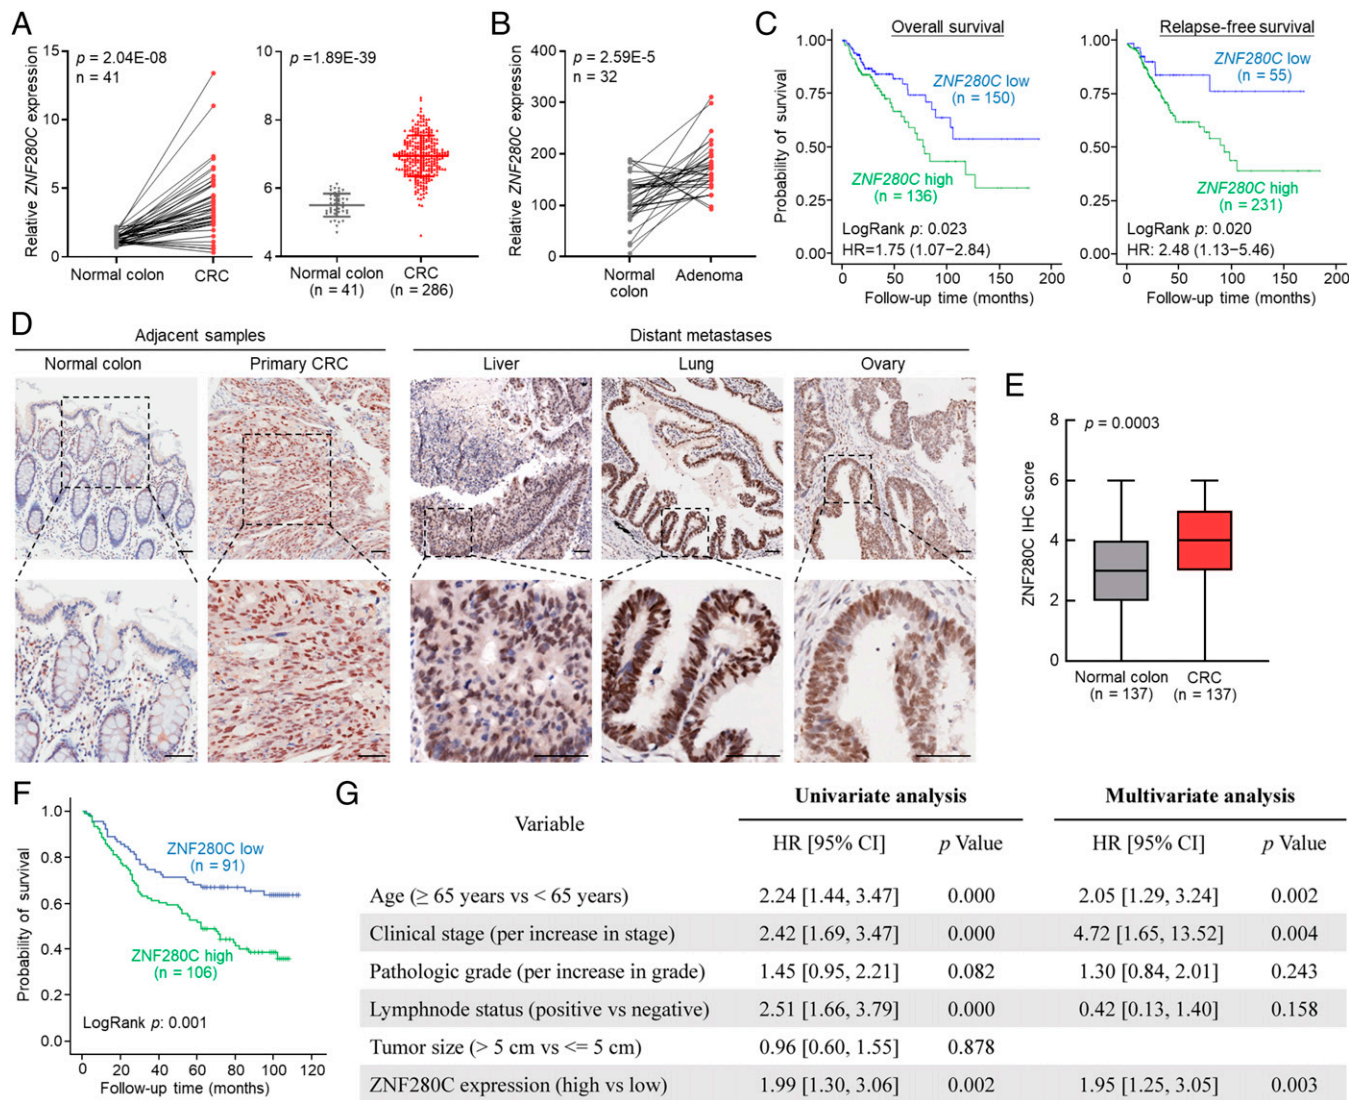 A
Relative ZNF280C expression
15
10
5
0
p = 2.04E-08
n = 41
Normal colon
CRC
10
8
6
4
p =1.89E-39
Normal colon
(n = 41)
CRC
(n = 286)
B
Relative ZNF280C expression
400
300
200
100
0
p = 2.59E-5
n = 32
Normal
colon
Adenoma
C
Probability of survival
Overall survival
1.00
0.75
0.50
0.25
0.00
ZNF280C low
(n = 150)
ZNF280C high
(n = 136)
LogRank p: 0.023
HR=1.75 (1.07–2.84)
0 50 100 150 200
Follow-up time (months)
Relapse-free survival
1.00
0.75
0.50
0.25
0.00
ZNF280C low
(n = 55)
ZNF280C high
(n = 231)
LogRank p: 0.020
HR: 2.48 (1.13–5.46)
0 50 100 150 200
Follow-up time (months)
D
Adjacent samples
Distant metastases
Normal colon
Primary CRC
Liver
Lung
Ovary
E
ZNF280C IHC score
8
6
4
2
0
p = 0.0003
Normal colon
(n = 137)
CRC
(n = 137)
F
Probability of survival
1.0
0.8
0.6
0.4
0.2
0.0
ZNF280C low
(n = 91)
ZNF280C high
(n = 106)
LogRank p: 0.001
0 20 40 60 80 100 120
Follow-up time (months)
G
Univariate analysis Multivariate analysis
Variable
HR [95% CI] p Value HR [95% CI] p Value
Age (≥ 65 years vs < 65 years) 2.24 [1.44, 3.47] 0.000 2.05 [1.29, 3.24] 0.002
Clinical stage (per increase in stage) 2.42 [1.69, 3.47] 0.000 4.72 [1.65, 13.52] 0.004
Pathologic grade (per increase in grade) 1.45 [0.95, 2.21] 0.082 1.30 [0.84, 2.01] 0.243
Lymphnode status (positive vs negative) 2.51 [1.66, 3.79] 0.000 0.42 [0.13, 1.40] 0.158
Tumor size (> 5 cm vs <= 5 cm) 0.96 [0.60, 1.55] 0.878
ZNF280C expression (high vs low) 1.99 [1.30, 3.06] 0.002 1.95 [1.25, 3.05] 0.003